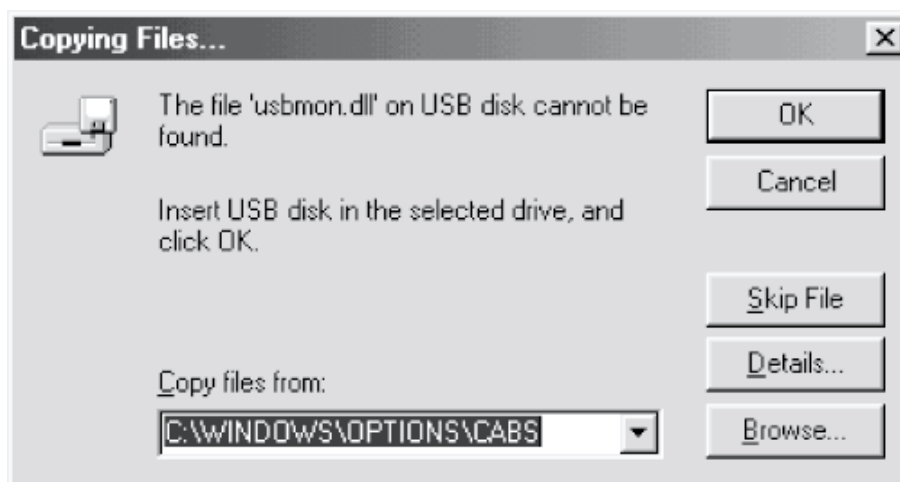 Copying Files...
The file 'usbmon.dll' on USB disk cannot be
found.
Insert USB disk in the selected drive, and
click OK.
Copy files from:
C:\WINDOWS\OPTIONS\CABS
OK
Cancel
Skip File
Details...
Browse...